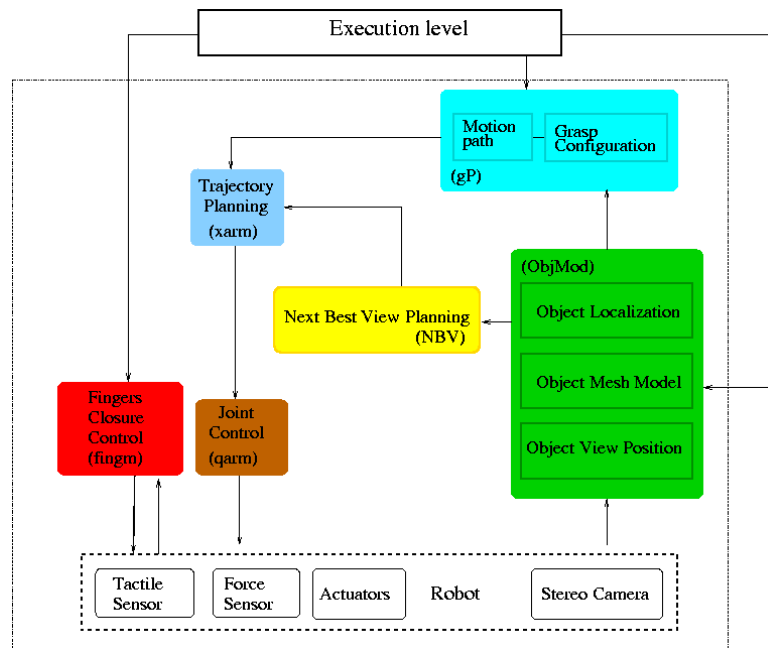 Execution level
Motion
path
Grasp
Configuration
(gP)
Trajectory
Planning
(xarm)
(ObjMod)
Object Localization
Next Best View Planning
(NBV)
Object Mesh Model
Fingers
Closure
Control
(fingm)
Joint
Control
(qarm)
Object View Position
Tactile
Sensor
Force
Sensor
Actuators
Robot
Stereo Camera